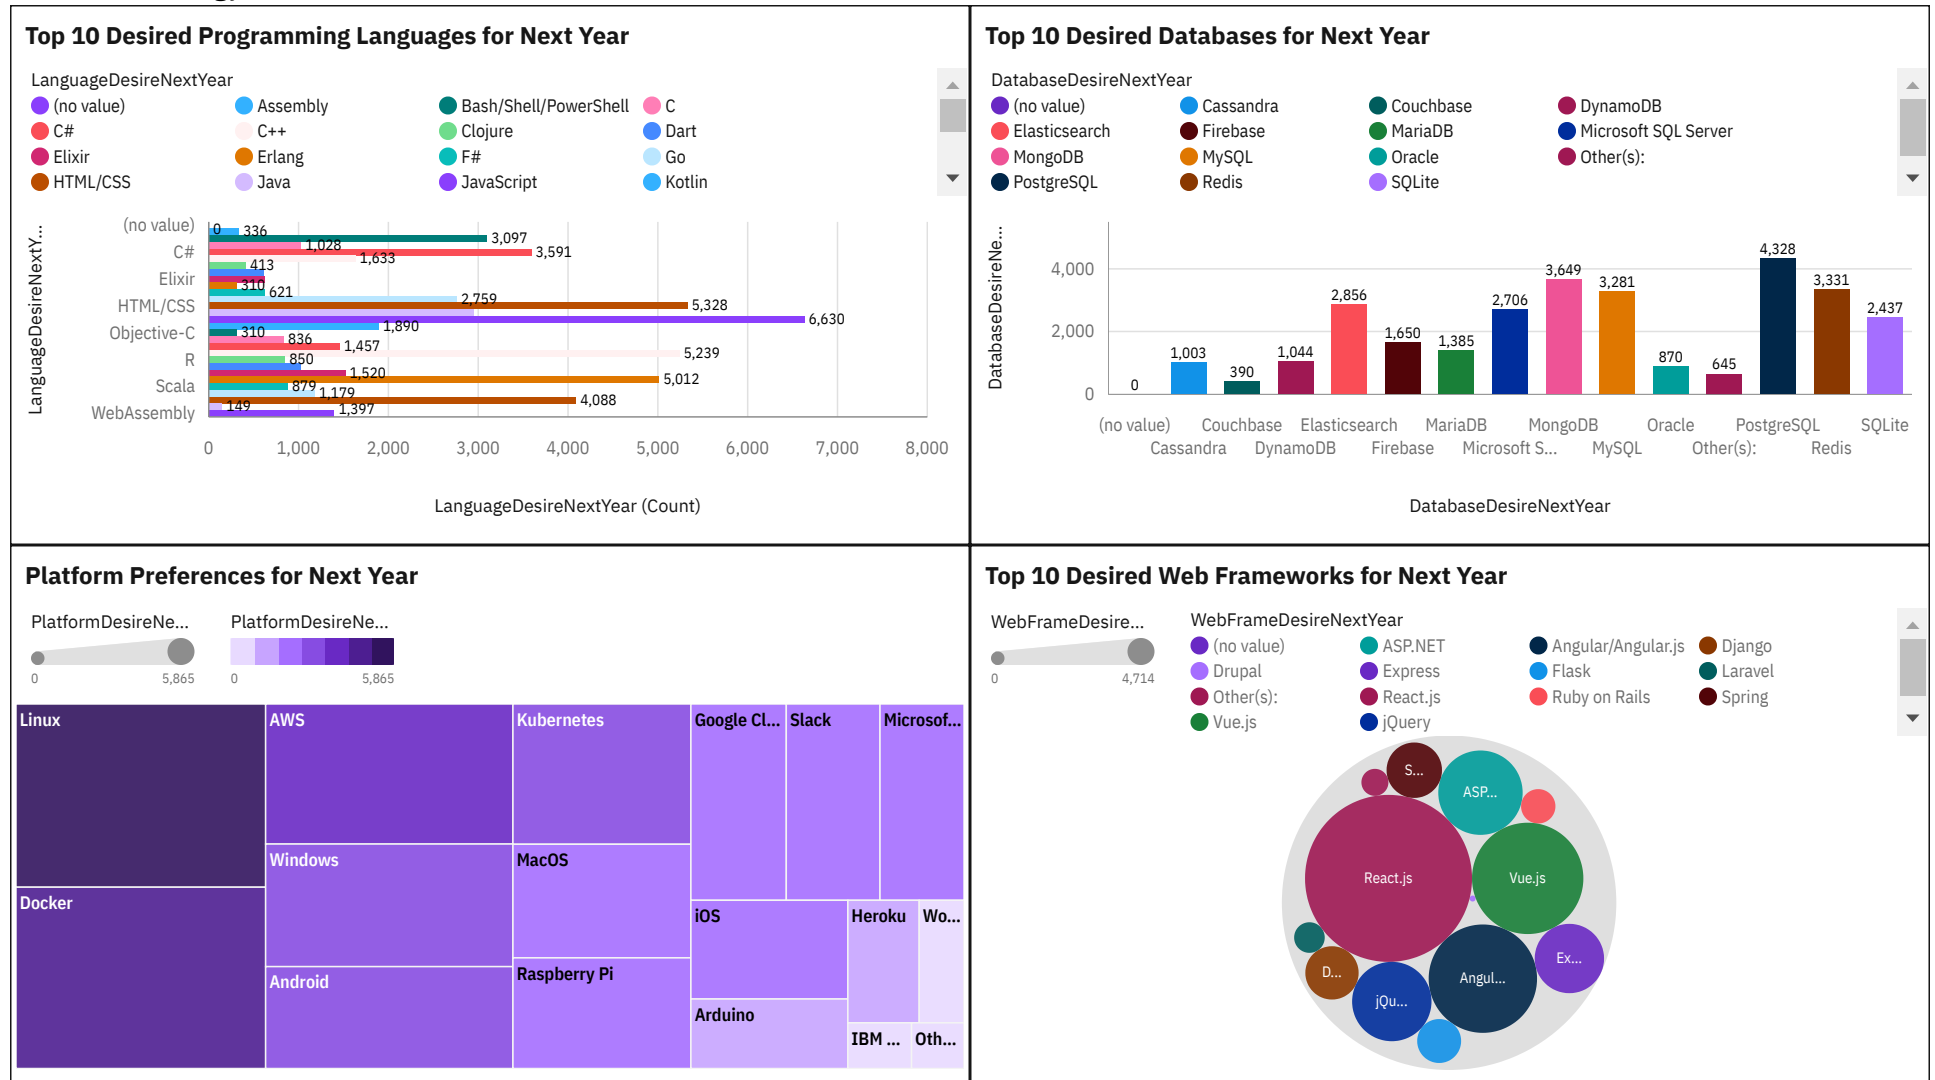 Top 10 Desired Programming Languages for Next Year
LanguageDesireNextYear
(no value) Assembly Bash/Shell/PowerShell C
C# C++ Clojure Dart
Elixir Erlang F# Go
HTML/CSS Java JavaScript Kotlin
LanguageDesireNextY...
(no value) 0 336
3,097
1,028
C# 3,591
1,633
413
Elixir
310
621
2,759
HTML/CSS 5,328
6,630
1,890
Objective-C 310
836
1,457
5,239
R 850
1,520
5,012
Scala 879
1,179
4,088
149
WebAssembly 1,397
0 1,000 2,000 3,000 4,000 5,000 6,000 7,000 8,000
LanguageDesireNextYear (Count)
Top 10 Desired Databases for Next Year
DatabaseDesireNextYear
(no value) Cassandra Couchbase DynamoDB
Elasticsearch Firebase MariaDB Microsoft SQL Server
MongoDB MySQL Oracle Other(s):
PostgreSQL Redis SQLite
DatabaseDesireNe...
4,000
2,000
0
0 1,003 390 1,044 2,856 1,650 1,385 2,706 3,649 3,281 870 645 4,328 3,331 2,437
(no value) Couchbase Elasticsearch MariaDB MongoDB Oracle PostgreSQL SQLite
Cassandra DynamoDB Firebase Microsoft S... MySQL Other(s): Redis
DatabaseDesireNextYear
Platform Preferences for Next Year
PlatformDesireNe... PlatformDesireNe...
0 5,865 0 5,865
Linux AWS Kubernetes Google Cl... Slack Microsof...
Windows MacOS
Docker iOS Heroku Wo...
Android Raspberry Pi
Arduino IBM ... Oth...
Top 10 Desired Web Frameworks for Next Year
WebFrameDesire... WebFrameDesireNextYear
0 4,714
(no value) ASP.NET Angular/Angular.js Django
Drupal Express Flask Laravel
Other(s): React.js Ruby on Rails Spring
Vue.js jQuery
S...
ASP...
React.js Vue.js
Ex...
D... Angul...
jQu...